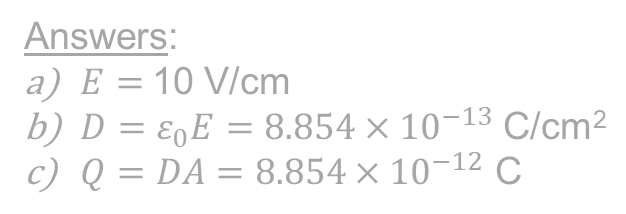 Answers:
a) E = 10 V/cm
b) D = ε₀E = 8.854 × 10⁻¹³ C/cm²
c) Q = DA = 8.854 × 10⁻¹² C